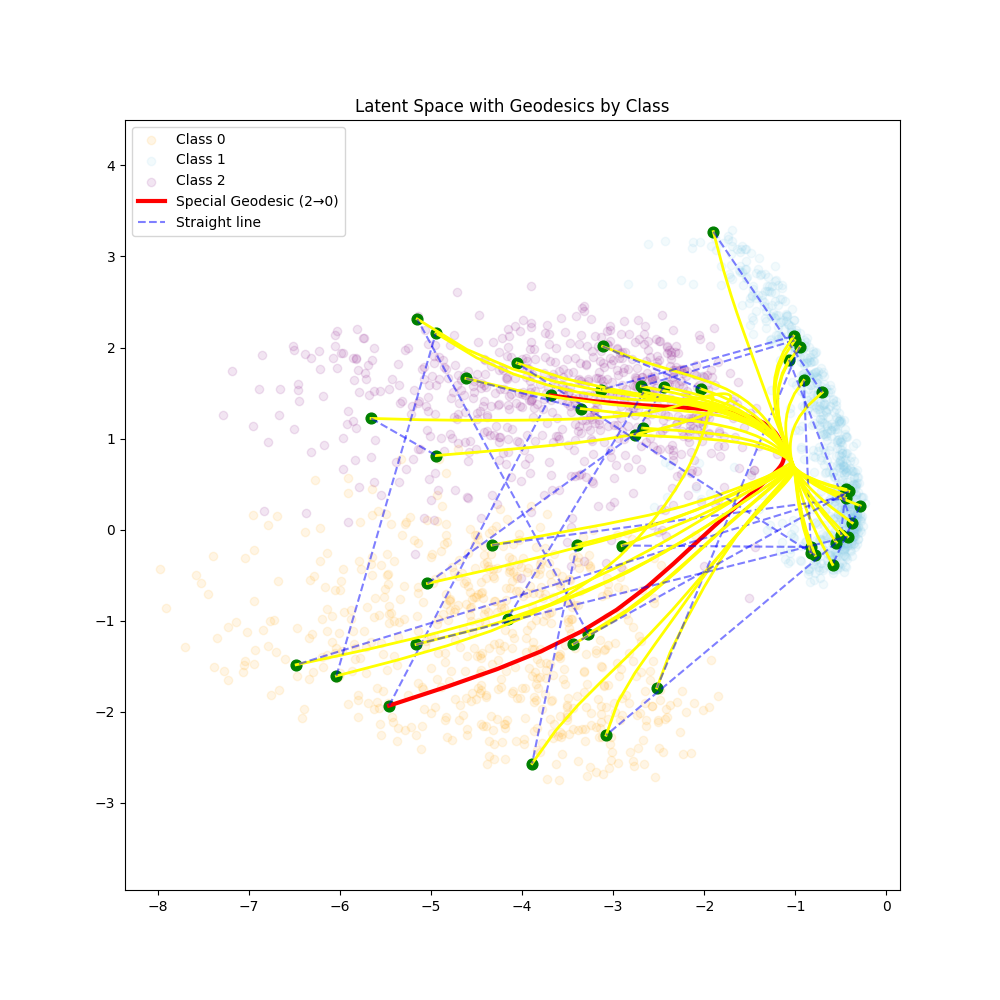 Latent Space with Geodesics by Class
Class 0
Class 1
Class 2
Special Geodesic (2→0)
Straight line
4
3
2
1
0
−1
−2
−3
−8 −7 −6 −5 −4 −3 −2 −1 0